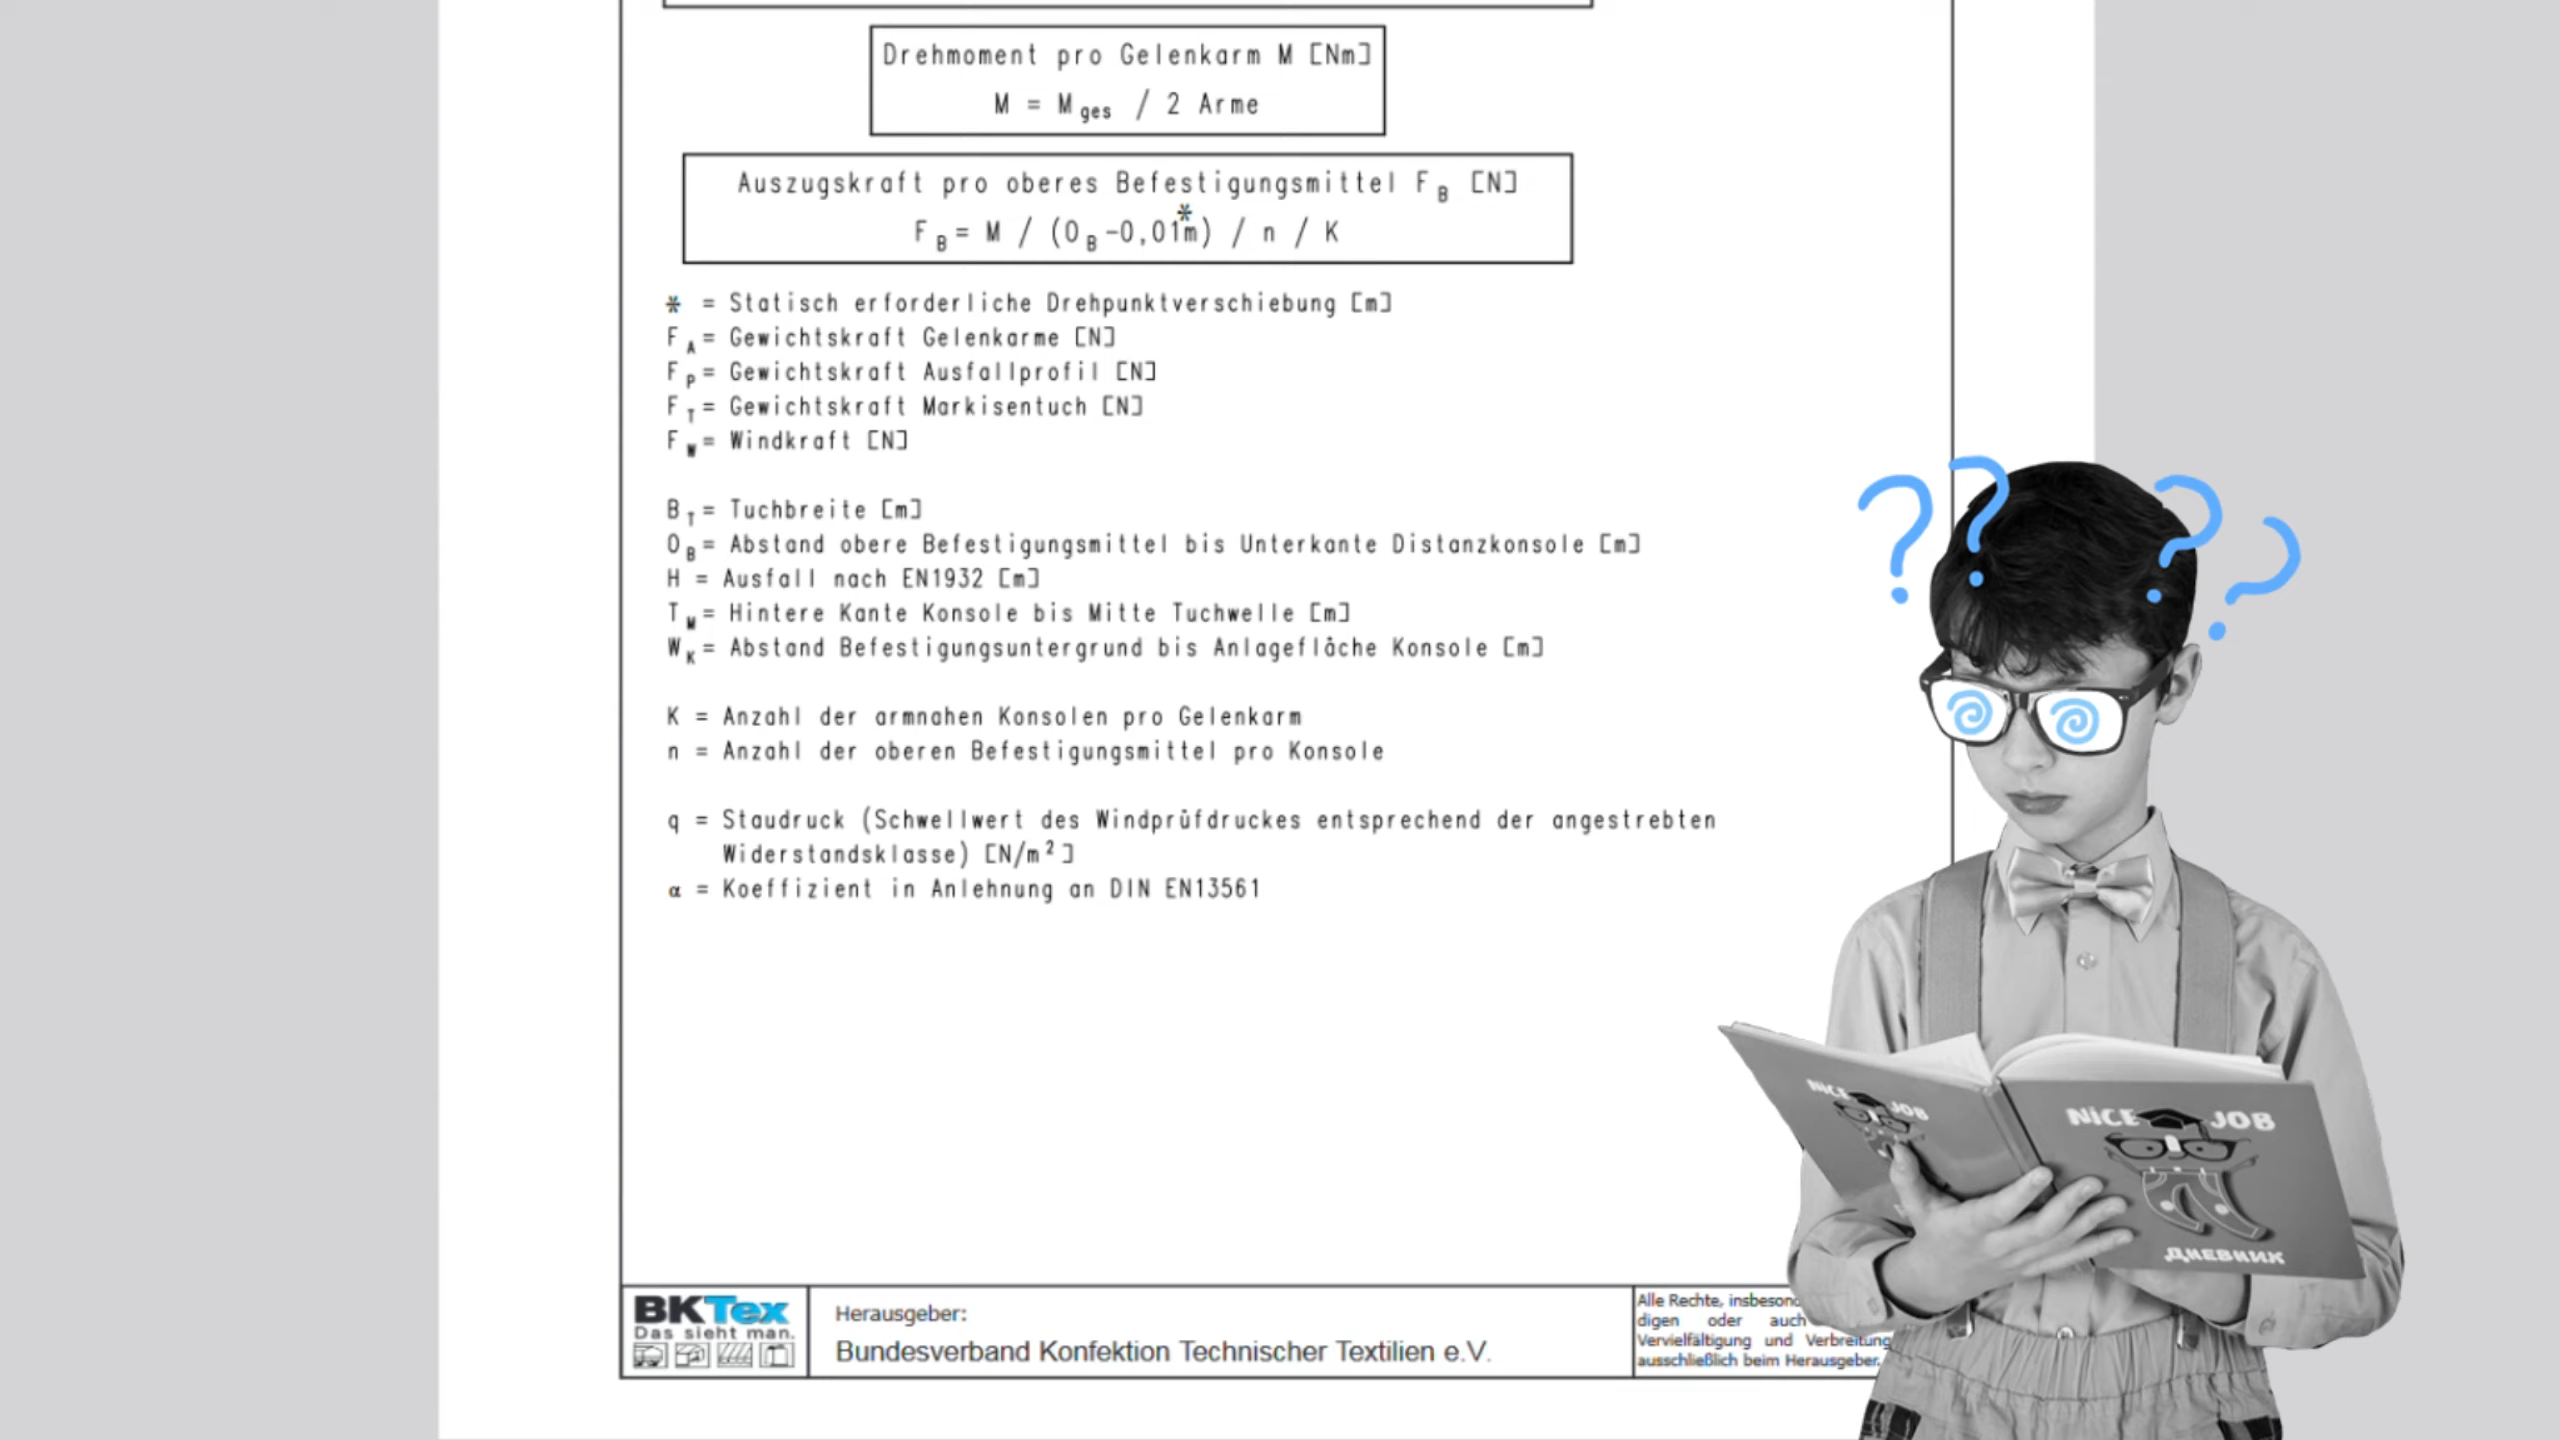 Drehmoment pro Gelenkarm M [Nm]
M = M ges / 2 Arme
Auszugskraft pro oberes Befestigungsmittel F B [N]
*
F B = M / (O B -0,01m) / n / K
* = Statisch erforderliche Drehpunktverschiebung [m]
F A = Gewichtskraft Gelenkarme [N]
F P = Gewichtskraft Ausfallprofil [N]
F T = Gewichtskraft Markisentuch [N]
F W = Windkraft [N]
B T = Tuchbreite [m]
O B = Abstand obere Befestigungsmittel bis Unterkante Distanzkonsole [m]
H = Ausfall nach EN1932 [m]
T M = Hintere Kante Konsole bis Mitte Tuchwelle [m]
W K = Abstand Befestigungsuntergrund bis Anlagefläche Konsole [m]
K = Anzahl der armnahen Konsolen pro Gelenkarm
n = Anzahl der oberen Befestigungsmittel pro Konsole
q = Staudruck (Schwellwert des Windprüfdruckes entsprechend der angestrebten
Widerstandsklasse) [N/m²]
α = Koeffizient in Anlehnung an DIN EN13561
? ? ? ?
NICE JOB
NiCE JOB
ДНЕВНИК
BKTex
Das sieht man.
Herausgeber:
Bundesverband Konfektion Technischer Textilien e.V.
Alle Rechte,
digen oder auch
Vervielfältigung und Verbreitung
ausschließlich beim Herausgeber.